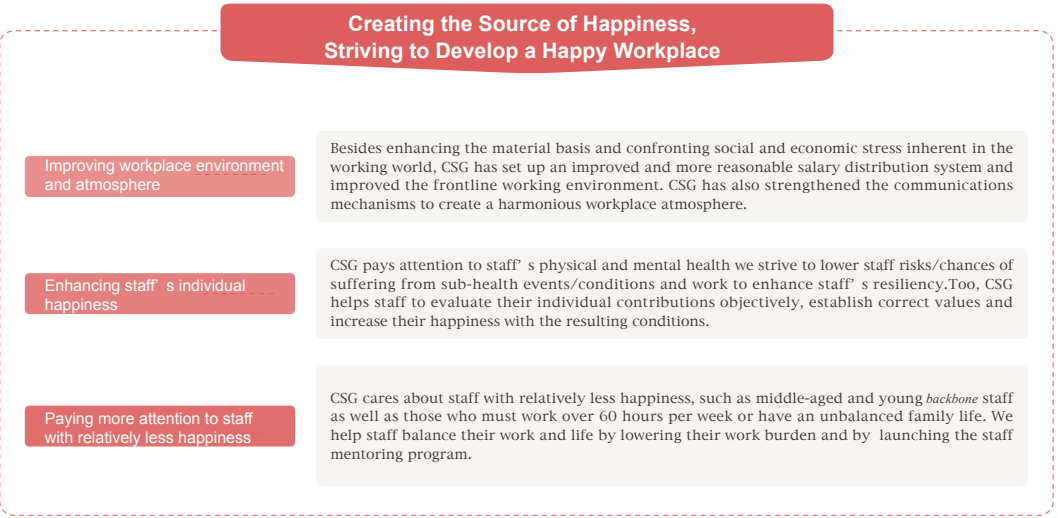 Creating the Source of Happiness,
Striving to Develop a Happy Workplace
Improving workplace environment
and atmosphere
Besides enhancing the material basis and confronting social and economic stress inherent in the
working world, CSG has set up an improved and more reasonable salary distribution system and
improved the frontline working environment. CSG has also strengthened the communications
mechanisms to create a harmonious workplace atmosphere.
Enhancing staff’ s individual
happiness
CSG pays attention to staff’ s physical and mental health we strive to lower staff risks/chances of
suffering from sub-health events/conditions and work to enhance staff’ s resiliency.Too, CSG
helps staff to evaluate their individual contributions objectively, establish correct values and
increase their happiness with the resulting conditions.
Paying more attention to staff
with relatively less happiness
CSG cares about staff with relatively less happiness, such as middle-aged and young backbone staff
as well as those who must work over 60 hours per week or have an unbalanced family life. We
help staff balance their work and life by lowering their work burden and by launching the staff
mentoring program.